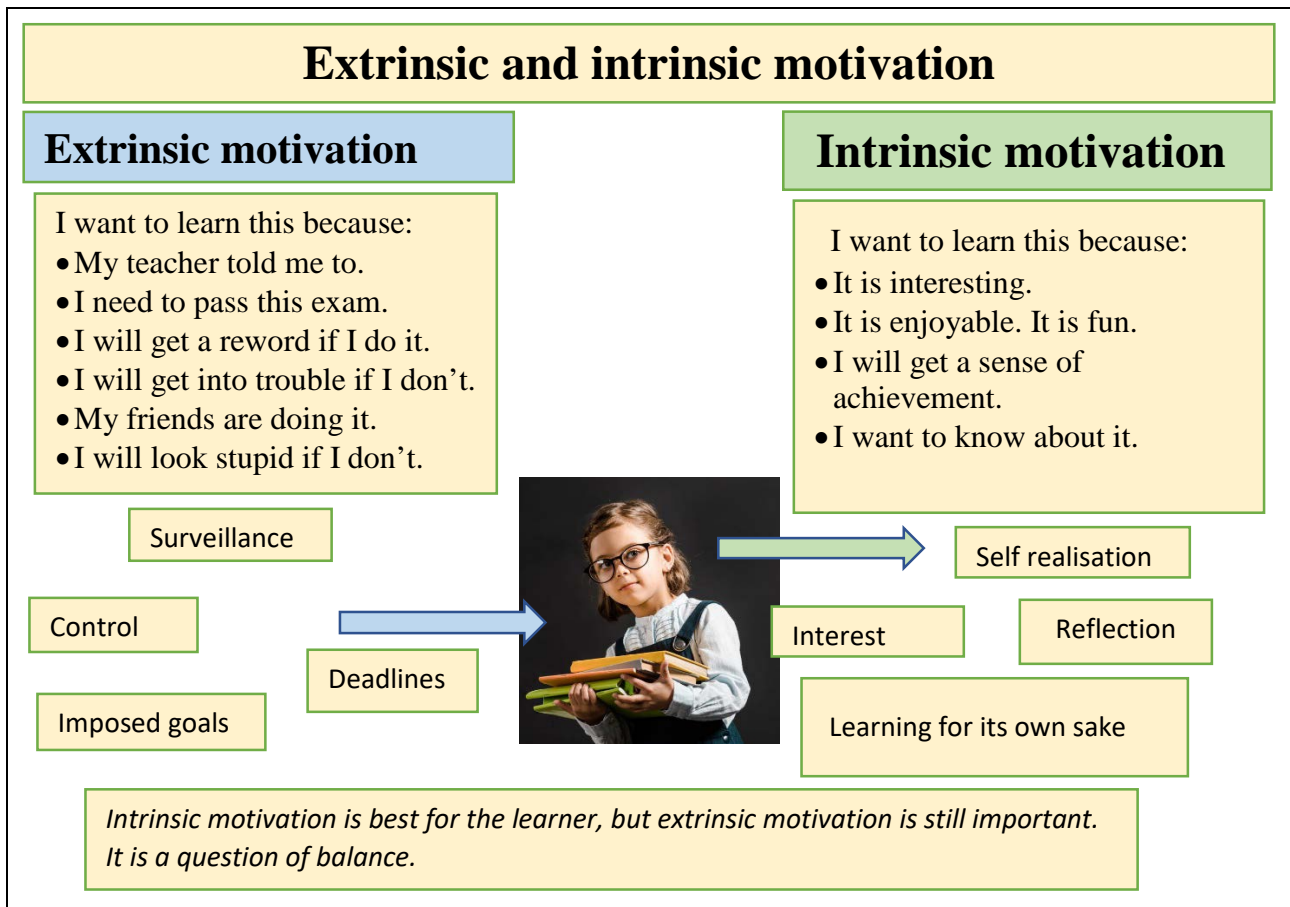 Extrinsic and intrinsic motivation
Extrinsic motivation
I want to learn this because:
•My teacher told me to.
•I need to pass this exam.
•I will get a reword if I do it.
•I will get into trouble if I don’t.
•My friends are doing it.
•I will look stupid if I don’t.
Surveillance
Control
Deadlines
Imposed goals
Intrinsic motivation
I want to learn this because:
•It is interesting.
•It is enjoyable. It is fun.
•I will get a sense of
achievement.
•I want to know about it.
Self realisation
Interest
Reflection
Learning for its own sake
Intrinsic motivation is best for the learner, but extrinsic motivation is still important.
It is a question of balance.